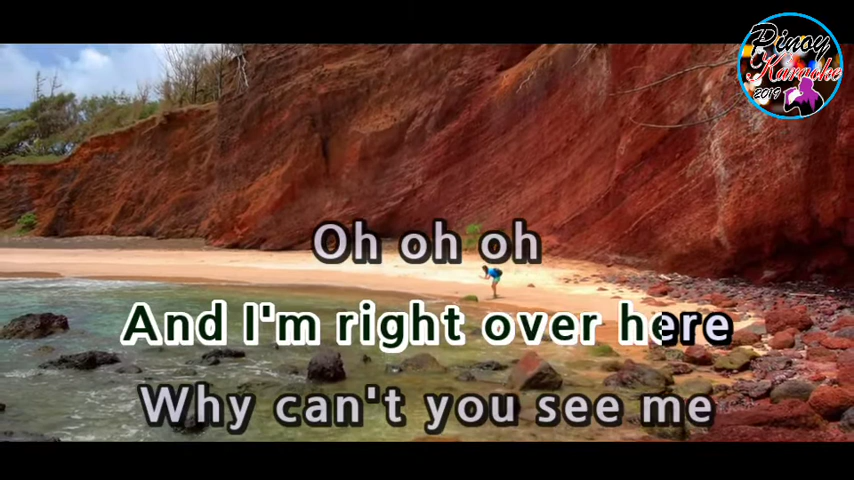 Pinoy
Karaoke
2019
Oh oh oh
And I'm right over here
Why can't you see me